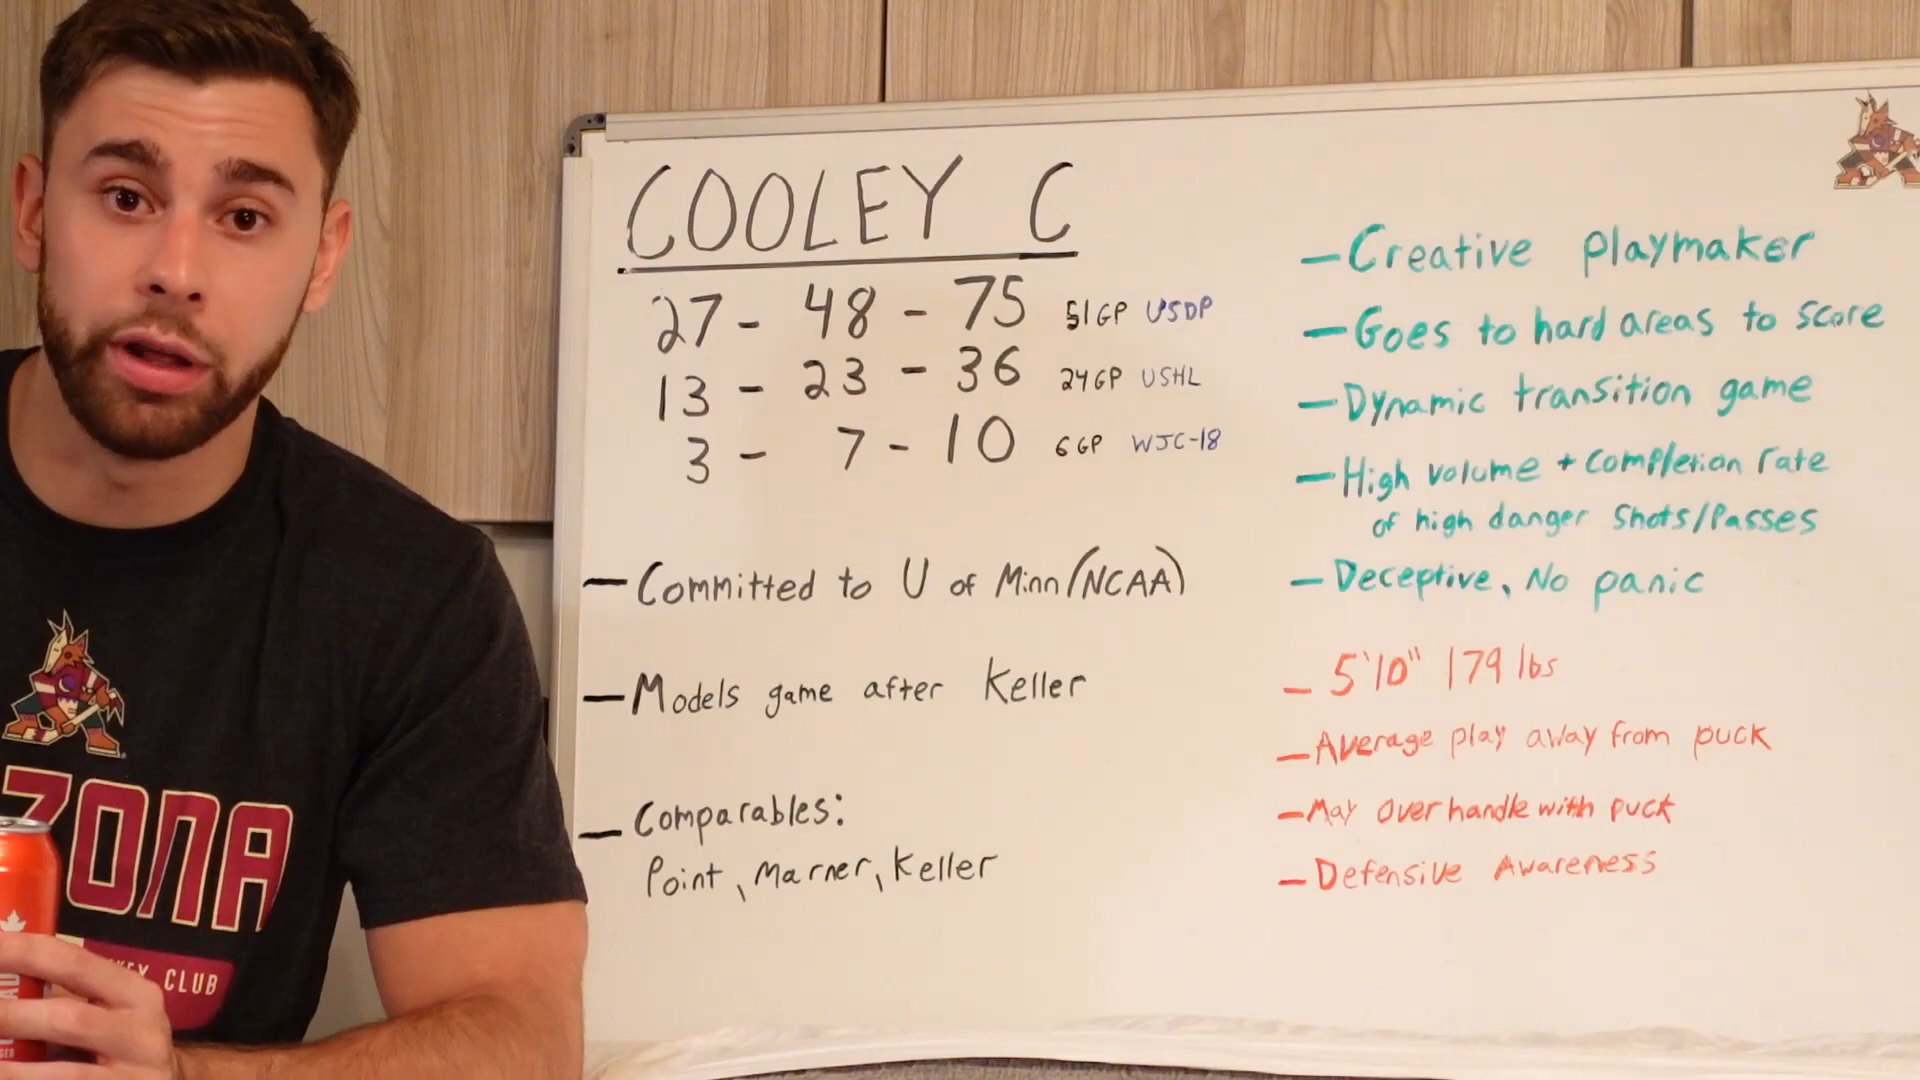 COOLEY C
27 - 48 - 75 51GP USDP
13 - 23 - 36 24GP USHL
3 - 7 - 10 6GP WJC-18
— Committed to U of Minn (NCAA)
— Models game after Keller
— Comparables:
Point, Marner, Keller
— Creative playmaker
— Goes to hard areas to score
— Dynamic transition game
— High volume + completion rate
of high danger shots/Passes
— Deceptive, No panic
— 5'10" 179 lbs
— Average play away from puck
— May over handle with puck
— Defensive Awareness
ZONA
KEY CLUB